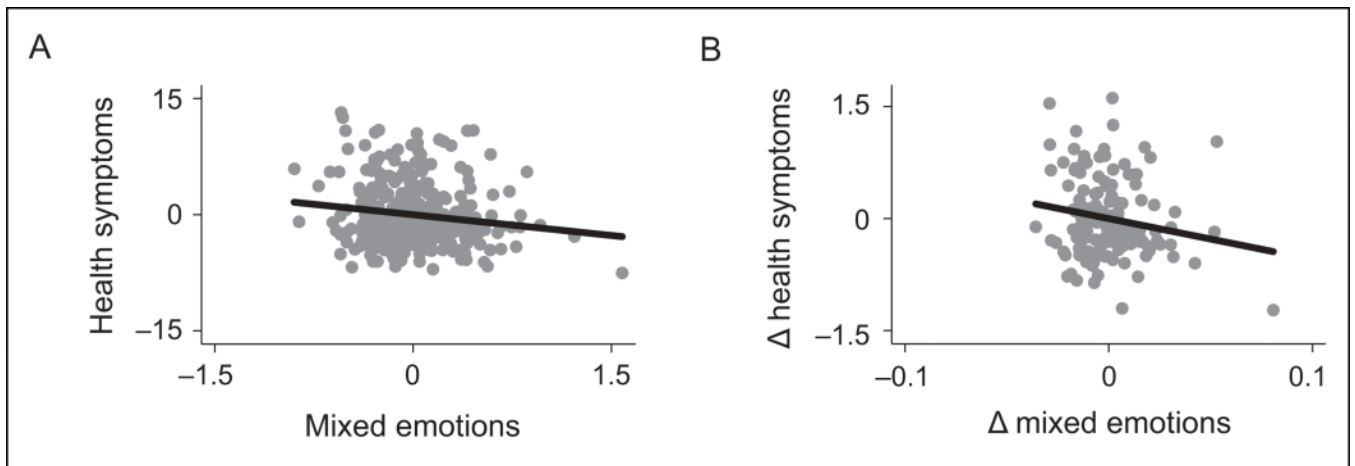 A
Health symptoms
15
0
–15
–1.5
0
1.5
Mixed emotions
B
Δ health symptoms
1.5
0
–1.5
–0.1
0
0.1
Δ mixed emotions